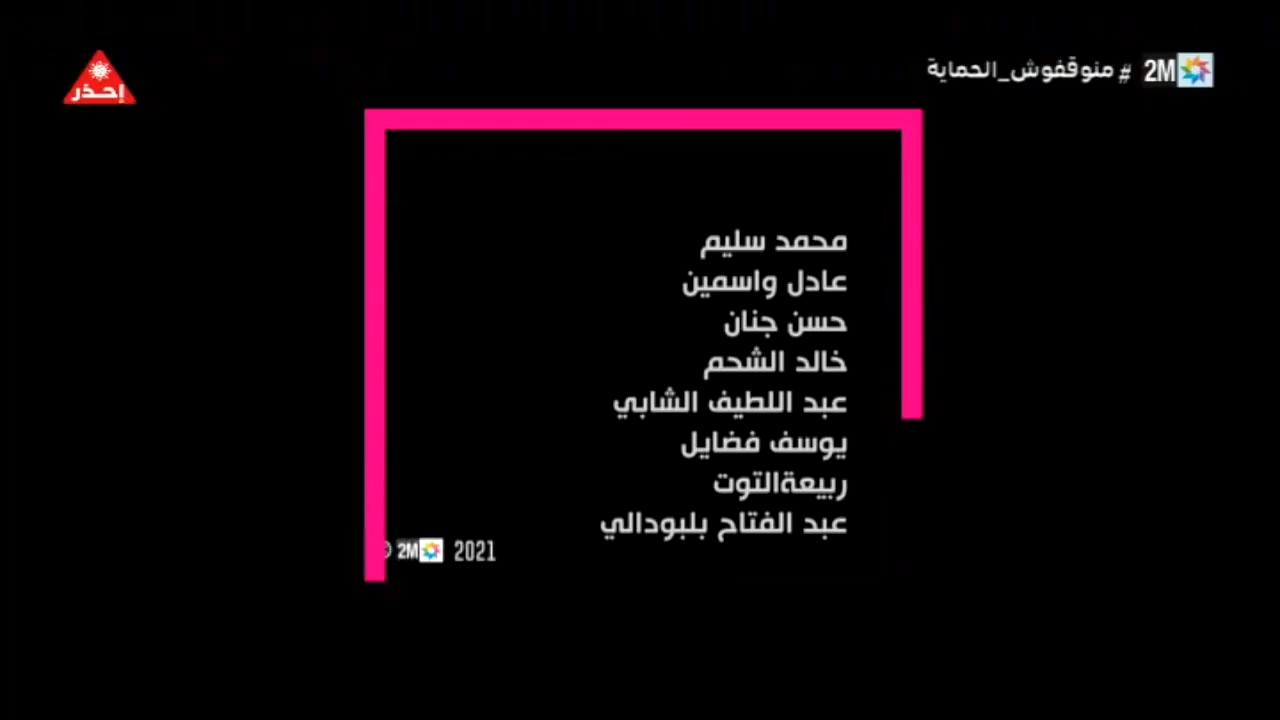 إحذر
# منوقفوش_الحماية 2M
محمد سليم
عادل واسمين
حسن جنان
خالد الشحم
عبد اللطيف الشابي
يوسف فضايل
ربيعةالتوت
عبد الفتاح بلبودالي
© 2M 2021